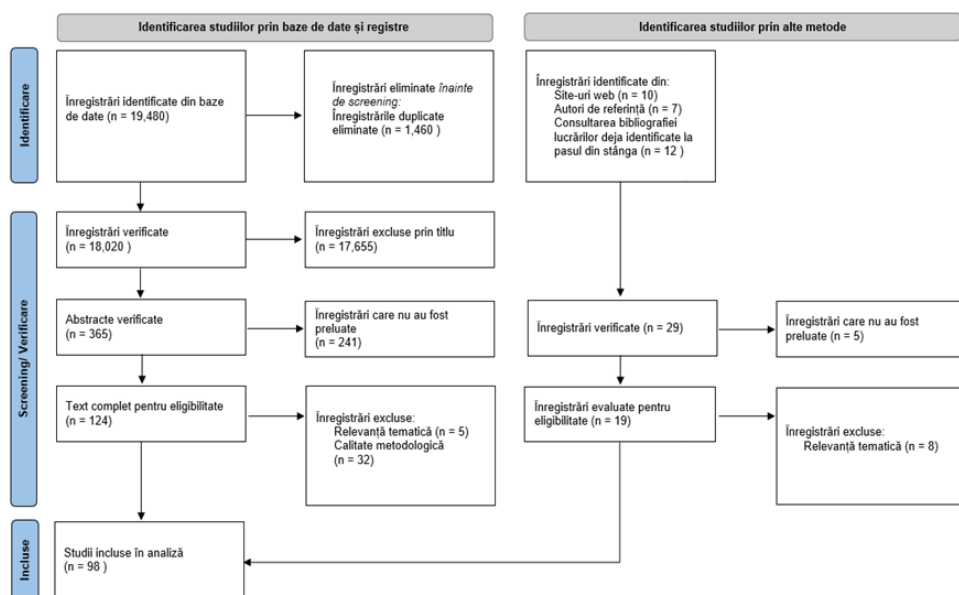 Identificarea studiilor prin baze de date și registre
Identificarea studiilor prin alte metode
Identificare
Înregistrări identificate din baze
de date (n = 19,480)
Înregistrări eliminate înainte
de screening:
Înregistrările duplicate
eliminate (n = 1,460 )
Înregistrări identificate din:
Site-uri web (n = 10)
Autori de referință (n = 7)
Consultarea bibliografiei
lucrărilor deja identificate la
pasul din stânga (n = 12 )
Screening/ Verificare
Înregistrări verificate
(n = 18,020 )
Înregistrări excluse prin titlu
(n = 17,655)
Abstracte verificate
(n = 365)
Înregistrări care nu au fost
preluate
(n = 241)
Înregistrări verificate (n = 29)
Înregistrări care nu au fost
preluate (n = 5)
Text complet pentru eligibilitate
(n = 124)
Înregistrări excluse:
Relevanță tematică (n = 5)
Calitate metodologică
(n = 32)
Înregistrări evaluate pentru
eligibilitate (n = 19)
Înregistrări excluse:
Relevanță tematică (n = 8)
Incluse
Studii incluse în analiză
(n = 98 )